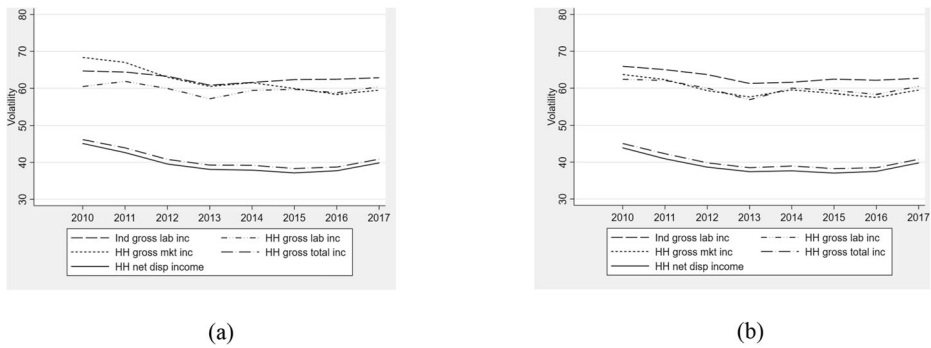 80
70
60
50
40
30
Volatility
2010 2011 2012 2013 2014 2015 2016 2017
Ind gross lab inc HH gross lab inc
HH gross mkt inc HH gross total inc
HH net disp income
(a)
80
70
60
50
40
30
Volatility
2010 2011 2012 2013 2014 2015 2016 2017
Ind gross lab inc HH gross lab inc
HH gross mkt inc HH gross total inc
HH net disp income
(b)